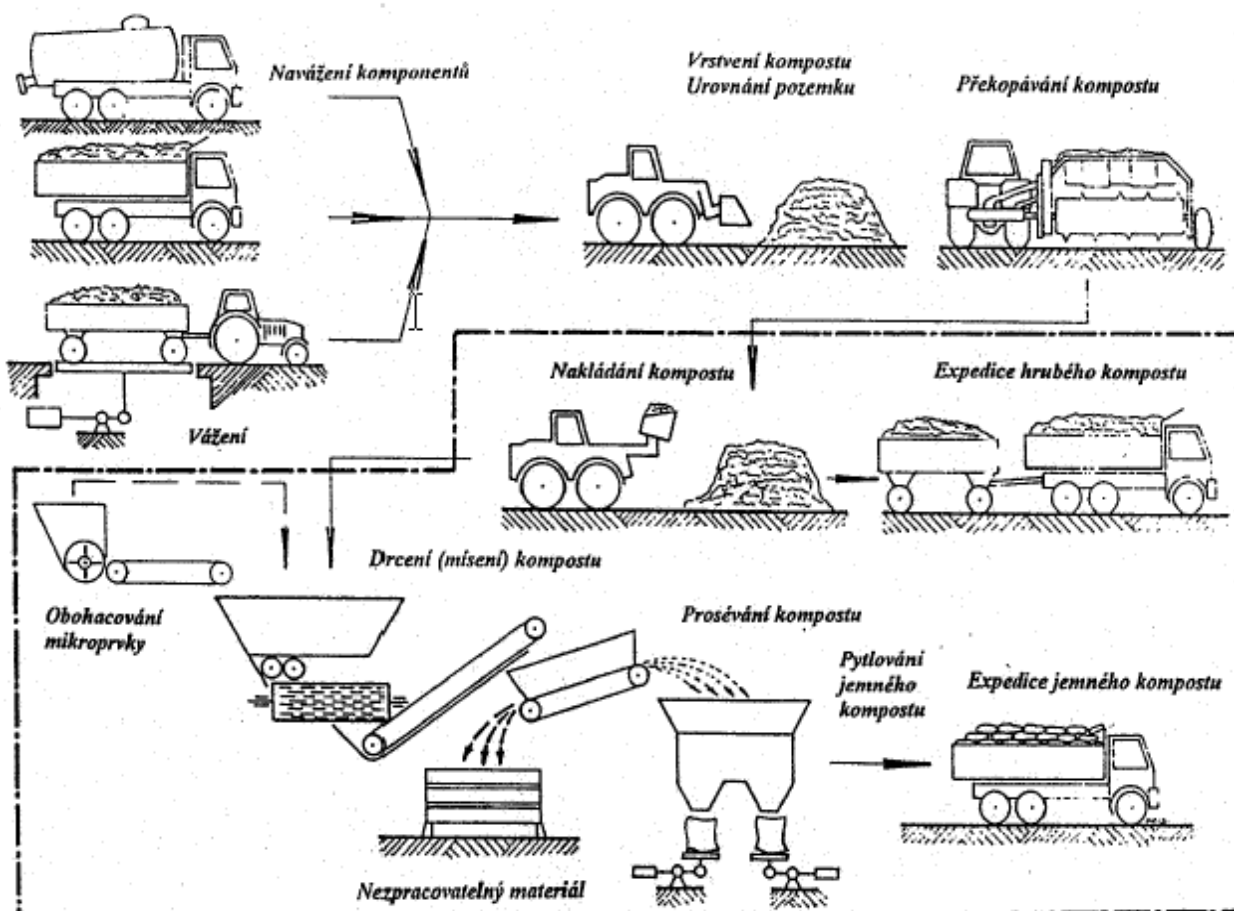 Navážení komponentů
Vrstvení kompostu
Urovnání pozemku
Překopávání kompostu
Vážení
Nakládání kompostu
Expedice hrubého kompostu
Obohacování
mikroprvky
Drcení (mísení) kompostu
Prosévání kompostu
Pytlování
jemného
kompostu
Expedice jemného kompostu
Nezpracovatelný materiál